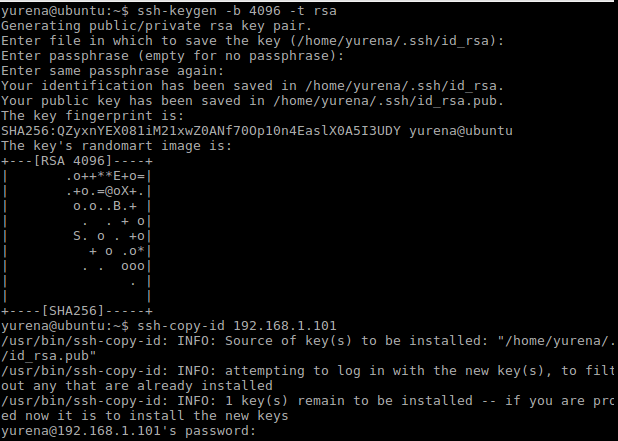 yurena@ubuntu:~$ ssh-keygen -b 4096 -t rsa
Generating public/private rsa key pair.
Enter file in which to save the key (/home/yurena/.ssh/id_rsa):
Enter passphrase (empty for no passphrase):
Enter same passphrase again:
Your identification has been saved in /home/yurena/.ssh/id_rsa.
Your public key has been saved in /home/yurena/.ssh/id_rsa.pub.
The key fingerprint is:
SHA256:QZyxnYEX081iM21xwZ0ANf70Op10n4EaslX0A5I3UDY yurena@ubuntu
The key's randomart image is:
+---[RSA 4096]----+
|       .o++**E+o=|
|       .+o.=@oX+.|
|        o.o..B.+ |
|         .  . + o|
|        S. o . +o|
|          + o .o*|
|         . .  ooo|
|               . |
|                 |
+----[SHA256]-----+
yurena@ubuntu:~$ ssh-copy-id 192.168.1.101
/usr/bin/ssh-copy-id: INFO: Source of key(s) to be installed: "/home/yurena/.
/id_rsa.pub"
/usr/bin/ssh-copy-id: INFO: attempting to log in with the new key(s), to filt
out any that are already installed
/usr/bin/ssh-copy-id: INFO: 1 key(s) remain to be installed -- if you are pro
ed now it is to install the new keys
yurena@192.168.1.101's password: